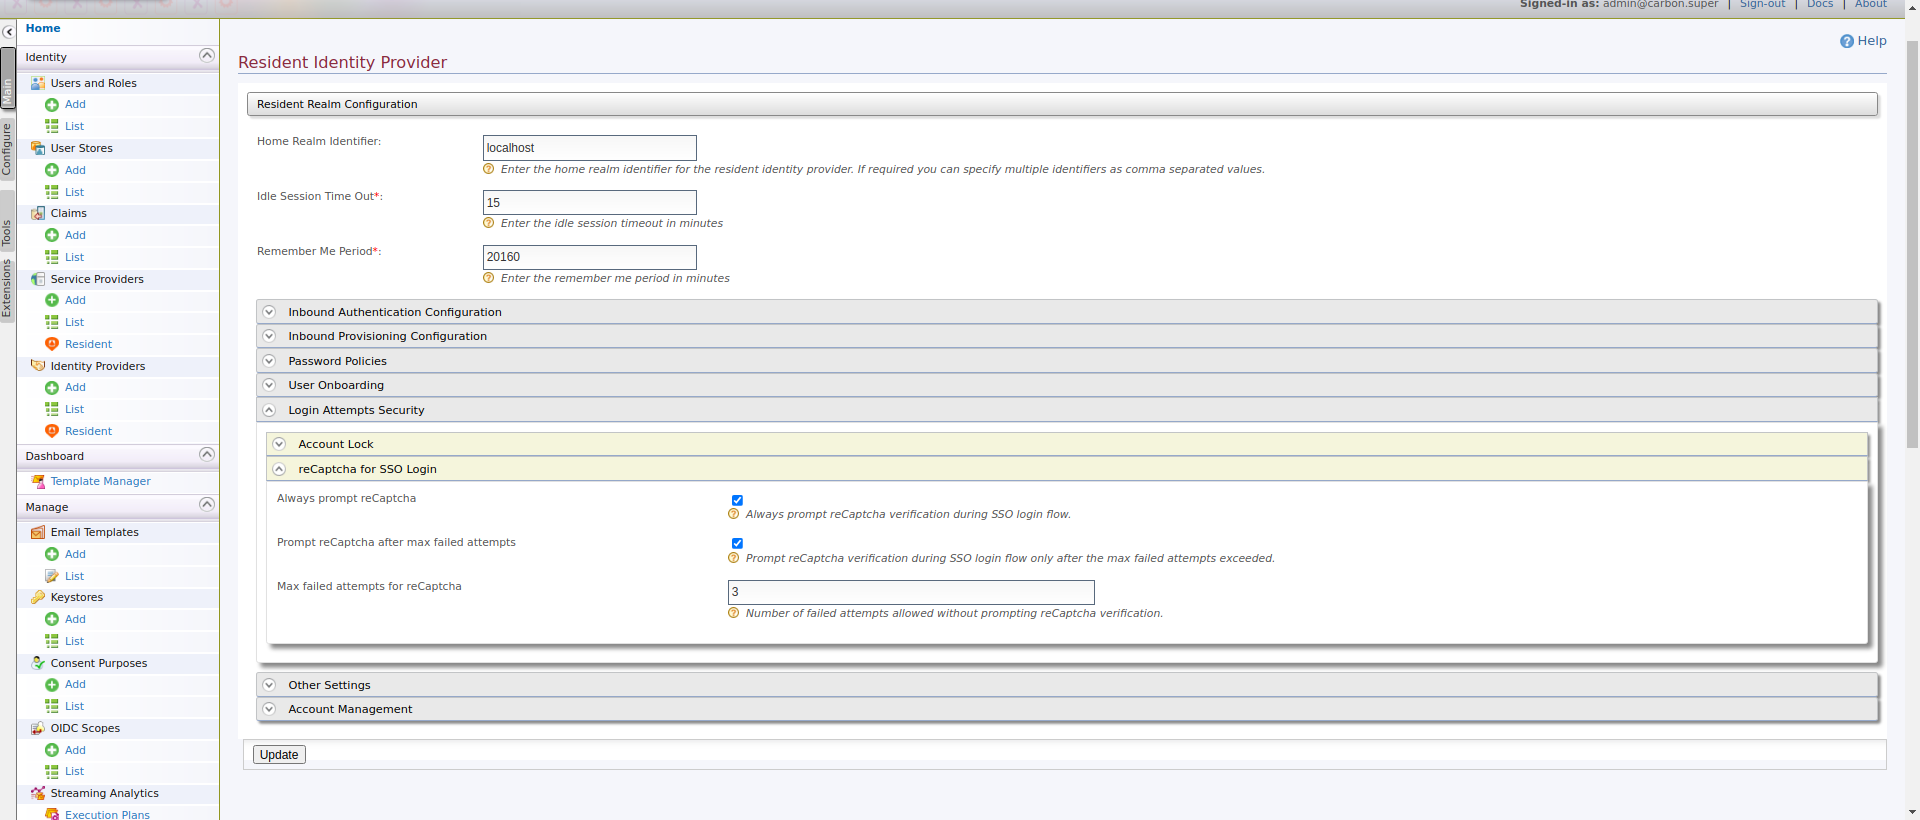 Signed-in as: admin@carbon.super | Sign-out | Docs | About
Main
Configure
Tools
Extensions
Home
Identity
Users and Roles
Add
List
User Stores
Add
List
Claims
Add
List
Service Providers
Add
List
Resident
Identity Providers
Add
List
Resident
Dashboard
Template Manager
Manage
Email Templates
Add
List
Keystores
Add
List
Consent Purposes
Add
List
OIDC Scopes
Add
List
Streaming Analytics
Execution Plans
Help
Resident Identity Provider
Resident Realm Configuration
Home Realm Identifier:
localhost
Enter the home realm identifier for the resident identity provider. If required you can specify multiple identifiers as comma separated values.
Idle Session Time Out*:
15
Enter the idle session timeout in minutes
Remember Me Period*:
20160
Enter the remember me period in minutes
Inbound Authentication Configuration
Inbound Provisioning Configuration
Password Policies
User Onboarding
Login Attempts Security
Account Lock
reCaptcha for SSO Login
Always prompt reCaptcha
Always prompt reCaptcha verification during SSO login flow.
Prompt reCaptcha after max failed attempts
Prompt reCaptcha verification during SSO login flow only after the max failed attempts exceeded.
Max failed attempts for reCaptcha
3
Number of failed attempts allowed without prompting reCaptcha verification.
Other Settings
Account Management
Update